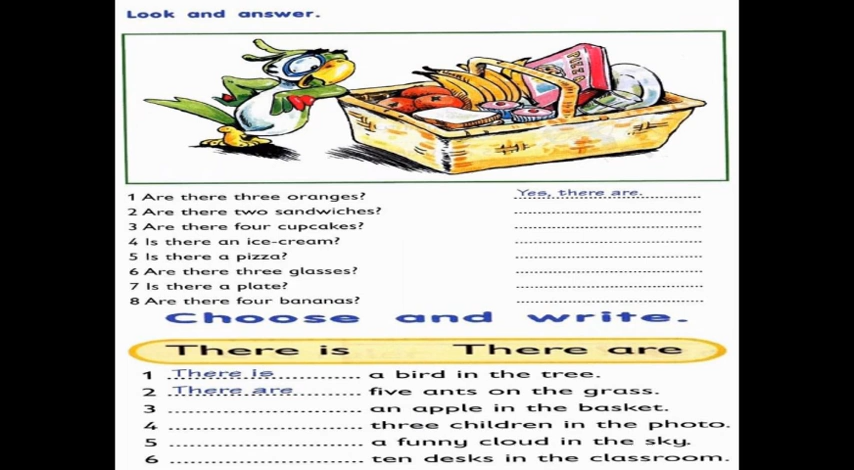 Look and answer.
PIZZA
1 Are there three oranges? Yes, there are.
2 Are there two sandwiches?
3 Are there four cupcakes?
4 Is there an ice-cream?
5 Is there a pizza?
6 Are there three glasses?
7 Is there a plate?
8 Are there four bananas?
Choose and write.
There is There are
1 There is a bird in the tree.
2 There are five ants on the grass.
3 an apple in the basket.
4 three children in the photo.
5 a funny cloud in the sky.
6 ten desks in the classroom.